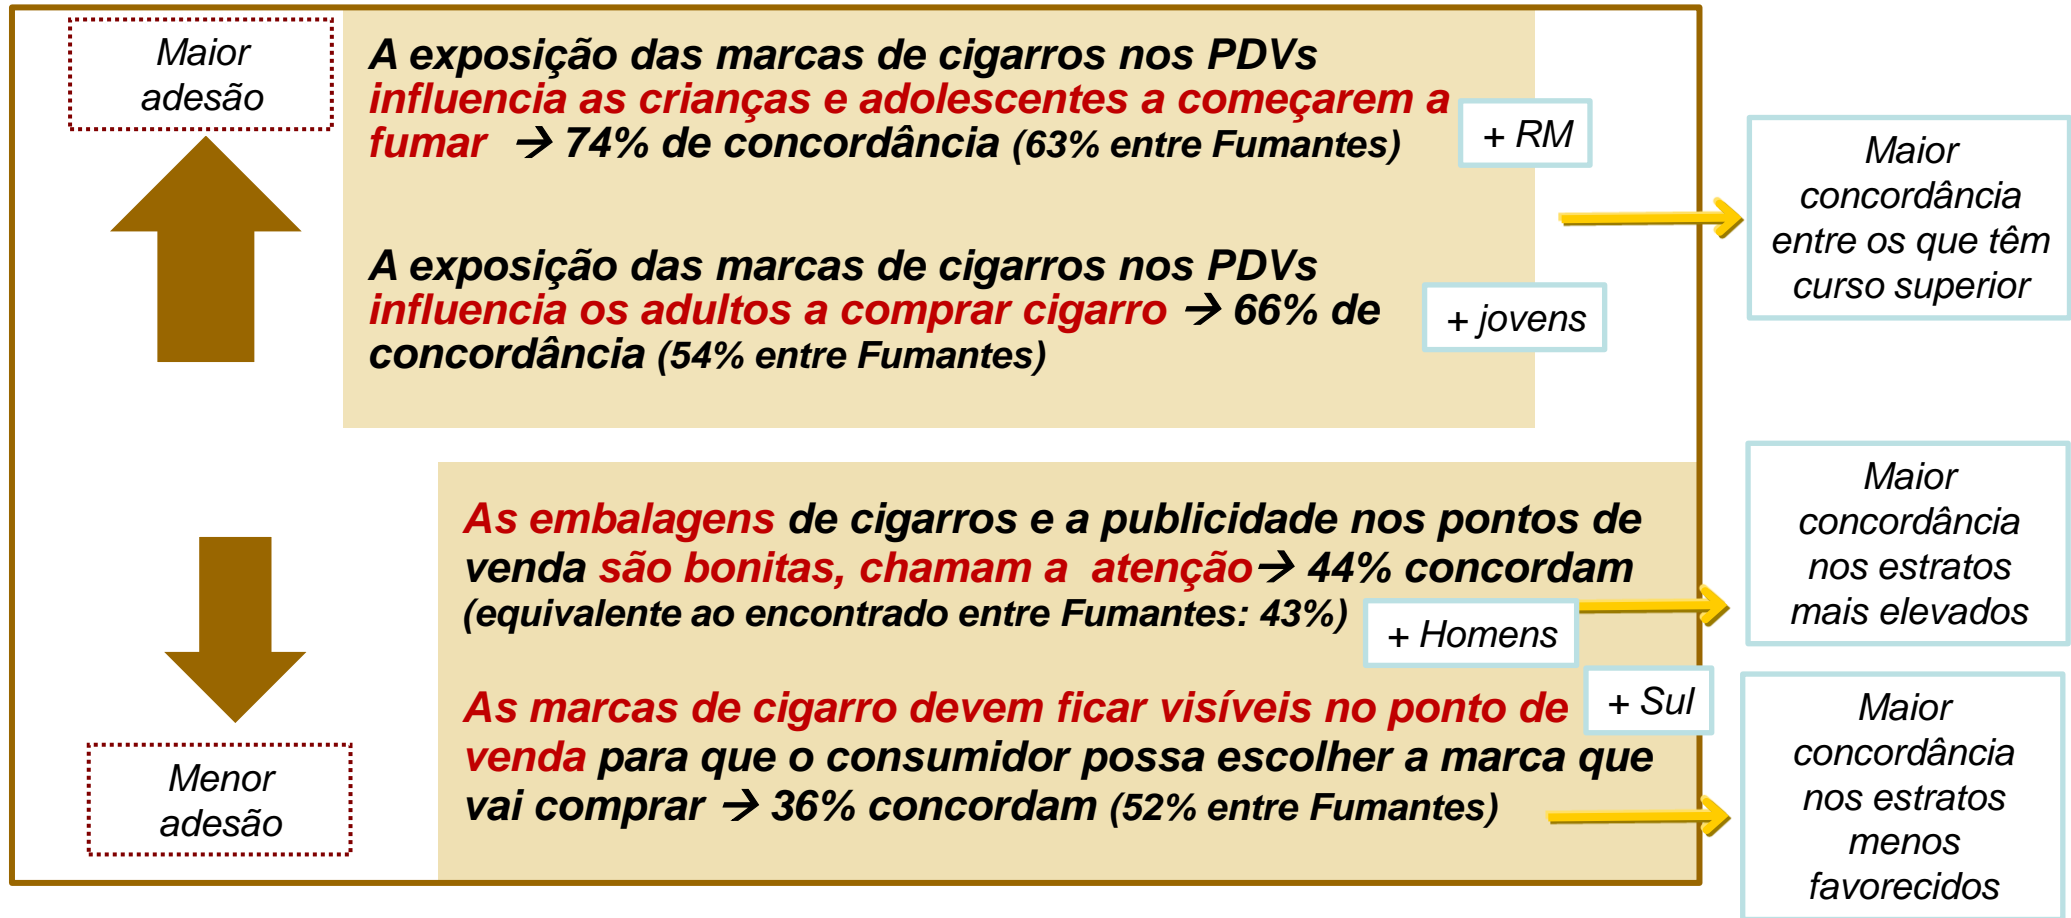 Maior
adesão
A exposição das marcas de cigarros nos PDVs
influencia as crianças e adolescentes a começarem a
fumar → 74% de concordância (63% entre Fumantes)
+ RM
Maior
concordância
entre os que têm
curso superior
A exposição das marcas de cigarros nos PDVs
influencia os adultos a comprar cigarro → 66% de
concordância (54% entre Fumantes)
+ jovens
As embalagens de cigarros e a publicidade nos pontos de
venda são bonitas, chamam a atenção→ 44% concordam
(equivalente ao encontrado entre Fumantes: 43%)
+ Homens
Maior
concordância
nos estratos
mais elevados
As marcas de cigarro devem ficar visíveis no ponto de
venda para que o consumidor possa escolher a marca que
vai comprar → 36% concordam (52% entre Fumantes)
+ Sul
Maior
concordância
nos estratos
menos
favorecidos
Menor
adesão